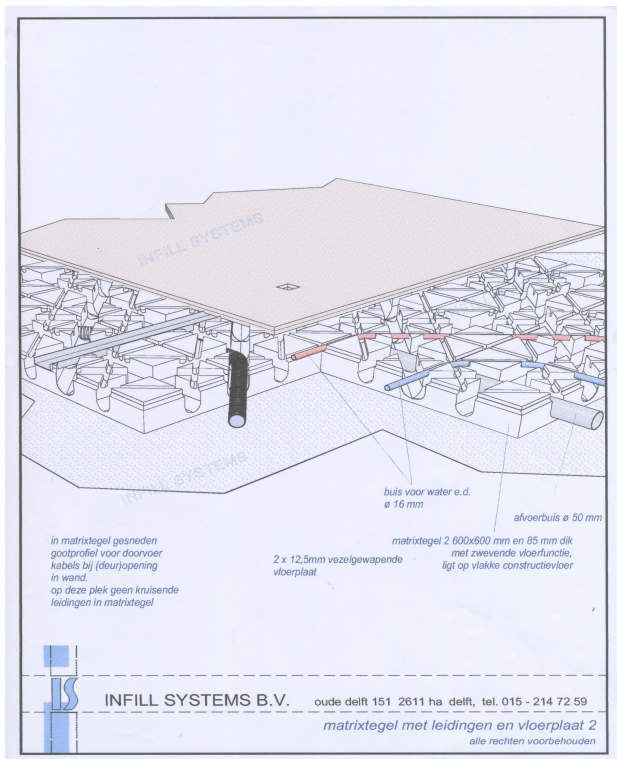 INFILL SYSTEMS
INFILL SYSTEMS
buis voor water e.d.
ø 16 mm
afvoerbuis ø 50 mm
in matrixtegel gesneden
gootprofiel voor doorvoer
kabels bij (deur)opening
in wand.
op deze plek geen kruisende
leidingen in matrixtegel
2 x 12,5mm vezelgewapende
vloerplaat
matrixtegel 2 600x600 mm en 85 mm dik
met zwevende vloerfunctie,
ligt op vlakke constructievloer
IS
INFILL SYSTEMS B.V. oude delft 151 2611 ha delft, tel. 015 - 214 72 59
matrixtegel met leidingen en vloerplaat 2
alle rechten voorbehouden